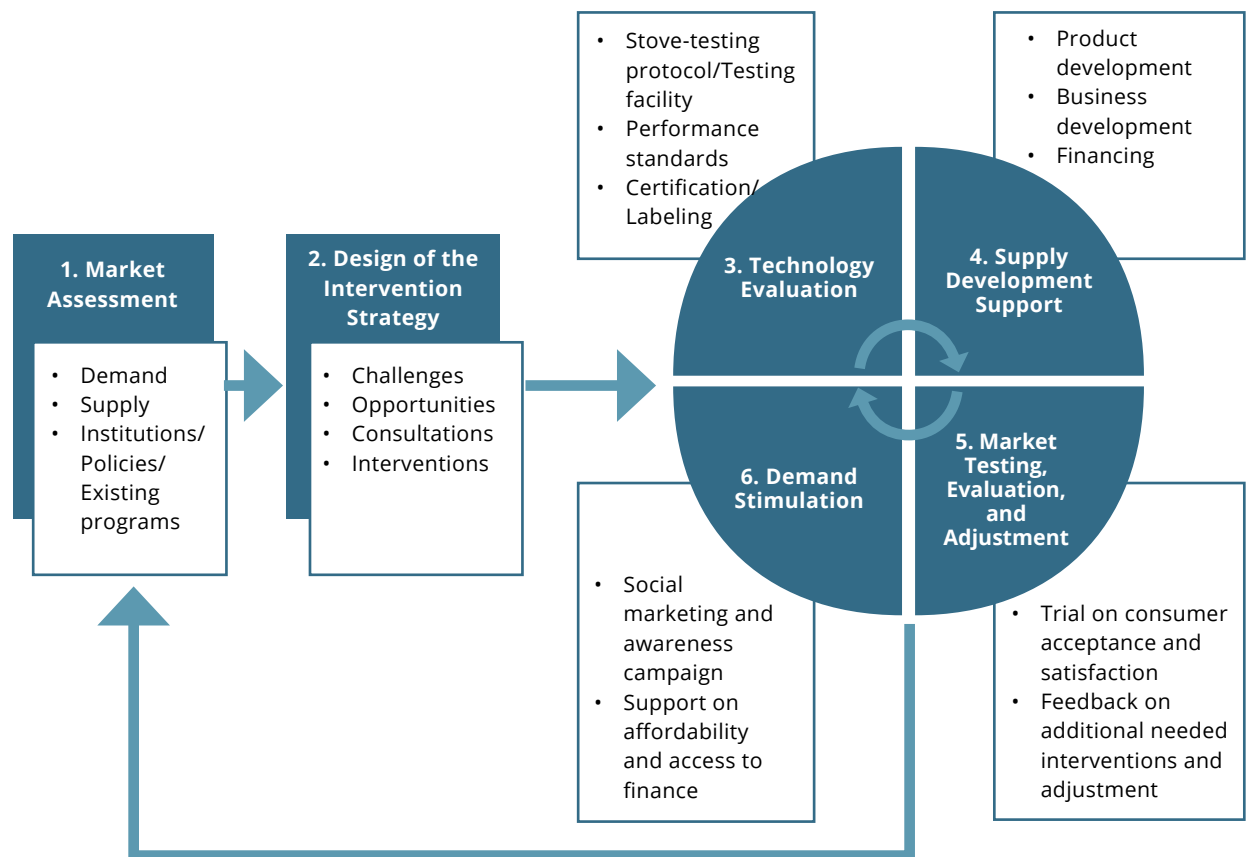 1. Market
Assessment
• Demand
• Supply
• Institutions/
Policies/
Existing
programs
2. Design of the
Intervention
Strategy
• Challenges
• Opportunities
• Consultations
• Interventions
• Stove-testing
protocol/Testing
facility
• Performance
standards
• Certification/
Labeling
3. Technology
Evaluation
• Product
development
• Business
development
• Financing
4. Supply
Development
Support
5. Market
Testing,
Evaluation,
and
Adjustment
• Trial on consumer
acceptance and
satisfaction
• Feedback on
additional needed
interventions and
adjustment
6. Demand
Stimulation
• Social
marketing and
awareness
campaign
• Support on
affordability
and access to
finance